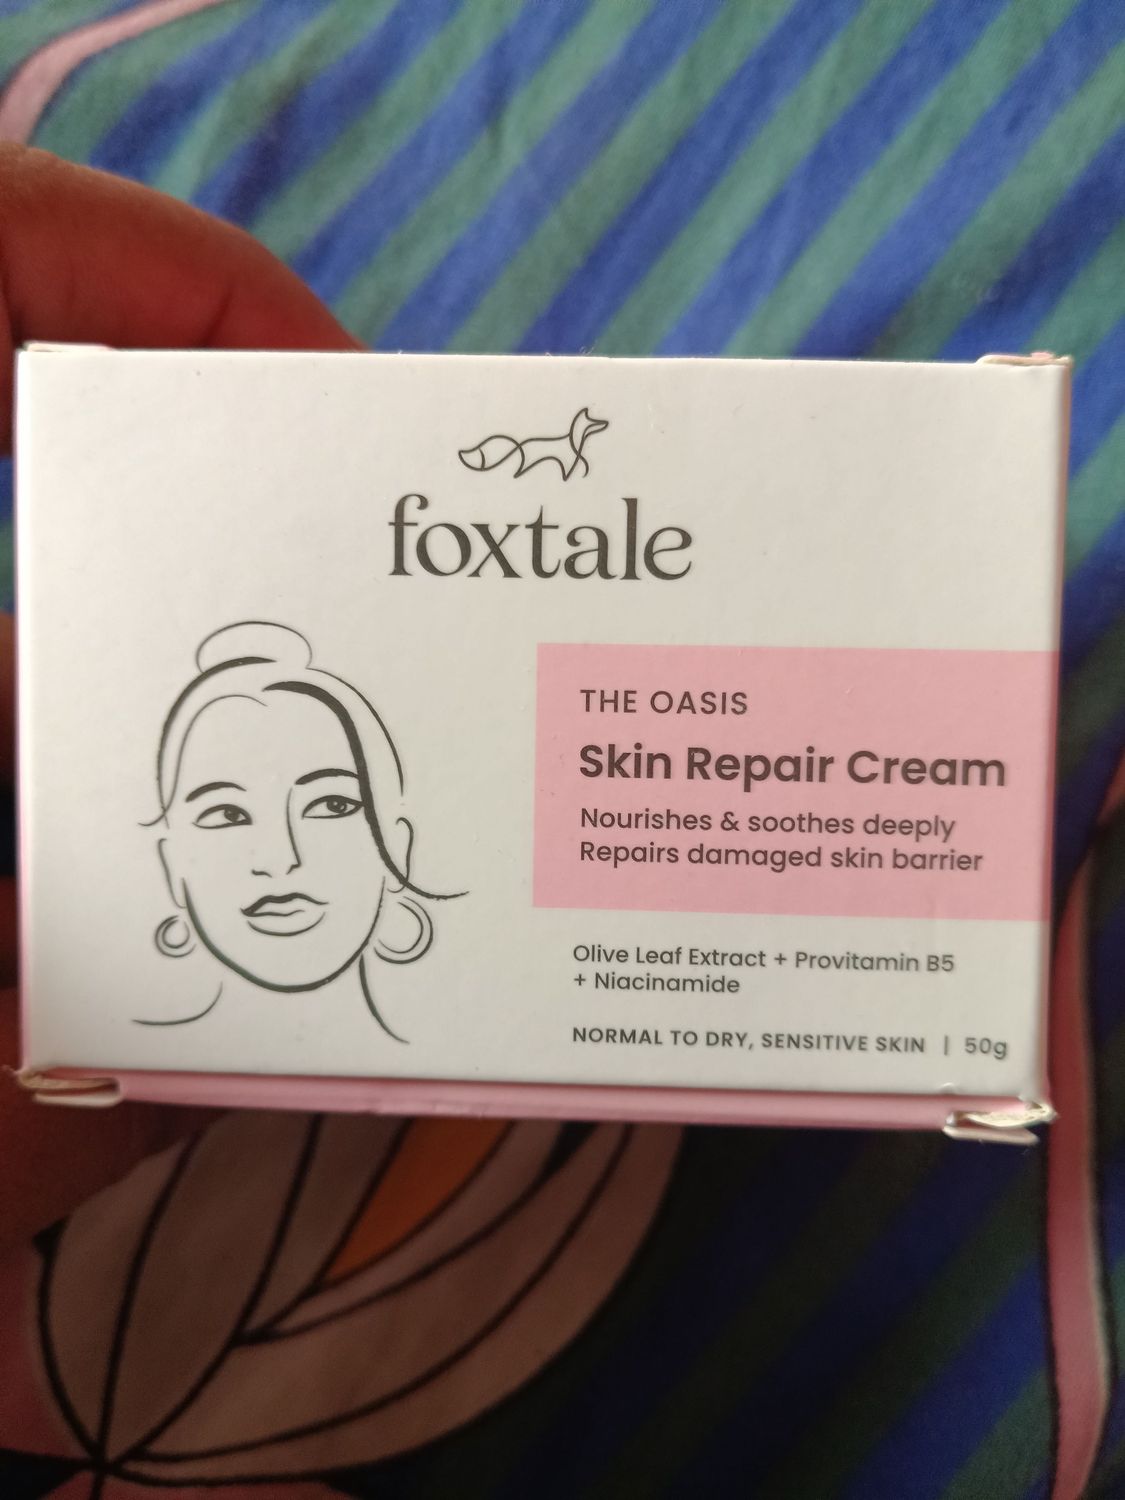 foxtale
THE OASIS
Skin Repair Cream
Nourishes & soothes deeply
Repairs damaged skin barrier
Olive Leaf Extract + Provitamin B5
+ Niacinamide
NORMAL TO DRY, SENSITIVE SKIN | 50g